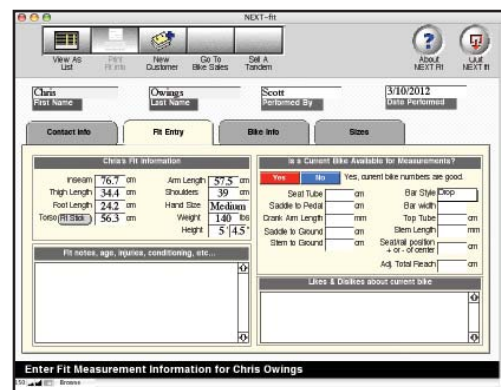 NEXT-fit
View As List
Print Fit Info
New Customer
Go To Bike Sales
Sell A Tandem
About NEXT Fit
Quit NEXT fit
Chris Owings Scott 3/10/2012
First Name Last Name Performed By Date Performed
Contact Info Fit Entry Bike Info Sizes
Chris's Fit Information
Inseam 76.7 cm Arm Length 57.5 cm
Thigh Length 34.4 cm Shoulders 39 cm
Foot Length 24.2 cm Hand Size Medium
Torso Fit Stick 56.3 cm Weight 140 lbs
Height 5 ' 4.5 "
Fit notes, age, injuries, conditioning, etc...
Is a Current Bike Available for Measurements?
Yes No Yes, current bike numbers are good.
Seat Tube cm Bar Style Drop
Saddle to Pedal cm Bar width cm
Crank Arm Length mm Top Tube cm
Saddle to Ground cm Stem Length mm
Stem to Ground cm Seat/rail position + or - of center cm
Adj. Total Reach cm
Likes & Dislikes about current bike
Enter Fit Measurement Information for Chris Owings
150 Browse